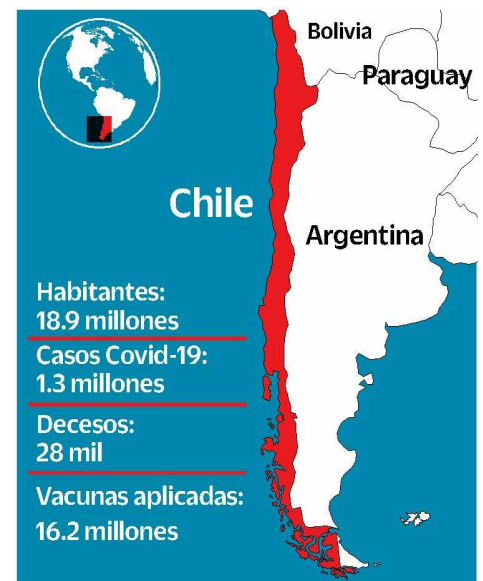 Bolivia
Paraguay
Chile
Argentina
Habitantes:
18.9 millones
Casos Covid-19:
1.3 millones
Decesos:
28 mil
Vacunas aplicadas:
16.2 millones